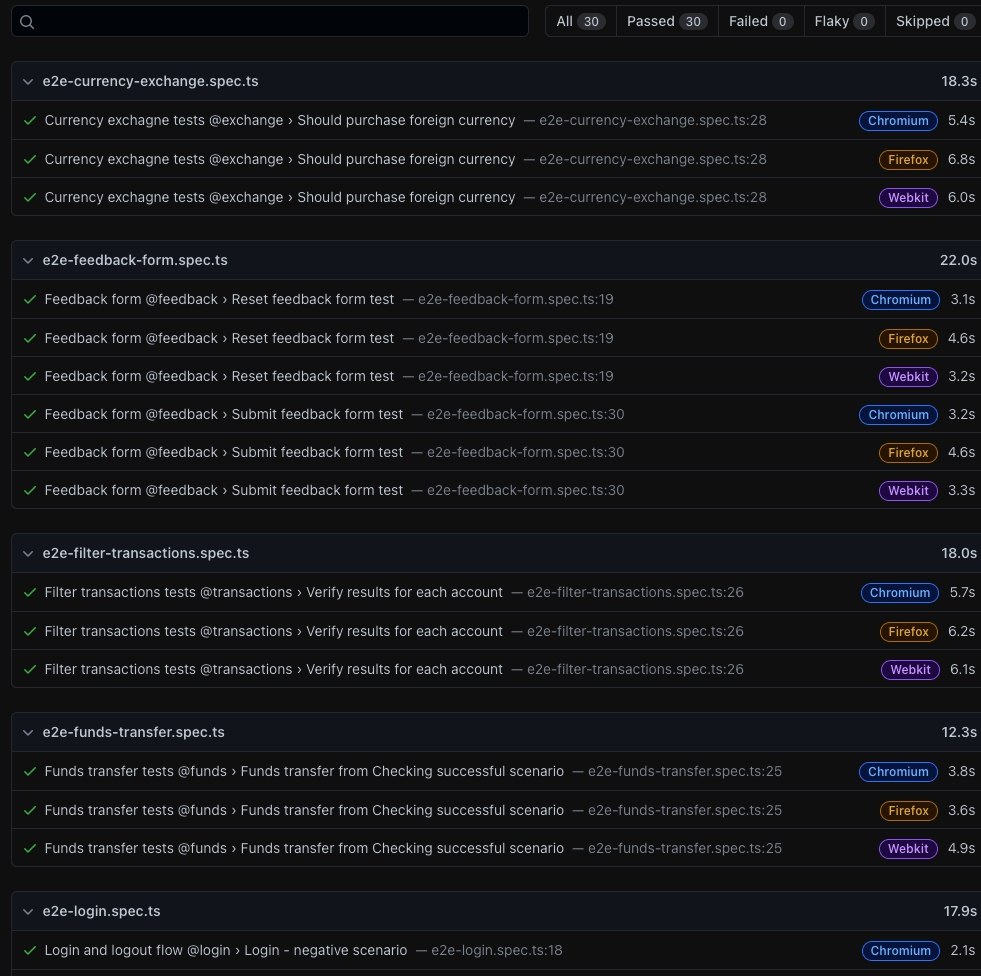 All 30 Passed 30 Failed 0 Flaky 0 Skipped 0
e2e-currency-exchange.spec.ts 18.3s
Currency exchagne tests @exchange › Should purchase foreign currency — e2e-currency-exchange.spec.ts:28 Chromium 5.4s
Currency exchagne tests @exchange › Should purchase foreign currency — e2e-currency-exchange.spec.ts:28 Firefox 6.8s
Currency exchagne tests @exchange › Should purchase foreign currency — e2e-currency-exchange.spec.ts:28 Webkit 6.0s
e2e-feedback-form.spec.ts 22.0s
Feedback form @feedback › Reset feedback form test — e2e-feedback-form.spec.ts:19 Chromium 3.1s
Feedback form @feedback › Reset feedback form test — e2e-feedback-form.spec.ts:19 Firefox 4.6s
Feedback form @feedback › Reset feedback form test — e2e-feedback-form.spec.ts:19 Webkit 3.2s
Feedback form @feedback › Submit feedback form test — e2e-feedback-form.spec.ts:30 Chromium 3.2s
Feedback form @feedback › Submit feedback form test — e2e-feedback-form.spec.ts:30 Firefox 4.6s
Feedback form @feedback › Submit feedback form test — e2e-feedback-form.spec.ts:30 Webkit 3.3s
e2e-filter-transactions.spec.ts 18.0s
Filter transactions tests @transactions › Verify results for each account — e2e-filter-transactions.spec.ts:26 Chromium 5.7s
Filter transactions tests @transactions › Verify results for each account — e2e-filter-transactions.spec.ts:26 Firefox 6.2s
Filter transactions tests @transactions › Verify results for each account — e2e-filter-transactions.spec.ts:26 Webkit 6.1s
e2e-funds-transfer.spec.ts 12.3s
Funds transfer tests @funds › Funds transfer from Checking successful scenario — e2e-funds-transfer.spec.ts:25 Chromium 3.8s
Funds transfer tests @funds › Funds transfer from Checking successful scenario — e2e-funds-transfer.spec.ts:25 Firefox 3.6s
Funds transfer tests @funds › Funds transfer from Checking successful scenario — e2e-funds-transfer.spec.ts:25 Webkit 4.9s
e2e-login.spec.ts 17.9s
Login and logout flow @login › Login - negative scenario — e2e-login.spec.ts:18 Chromium 2.1s